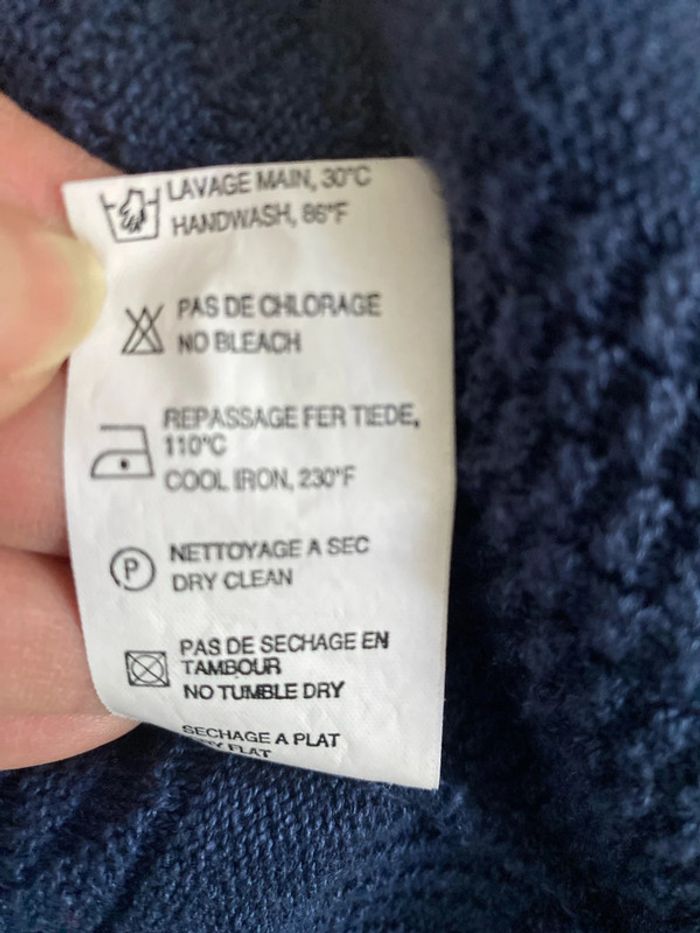 LAVAGE MAIN, 30°C
HANDWASH, 86°F
PAS DE CHLORAGE
NO BLEACH
REPASSAGE FER TIEDE,
110°C
COOL IRON, 230°F
P
NETTOYAGE A SEC
DRY CLEAN
PAS DE SECHAGE EN
TAMBOUR
NO TUMBLE DRY
SECHAGE A PLAT
FLAT